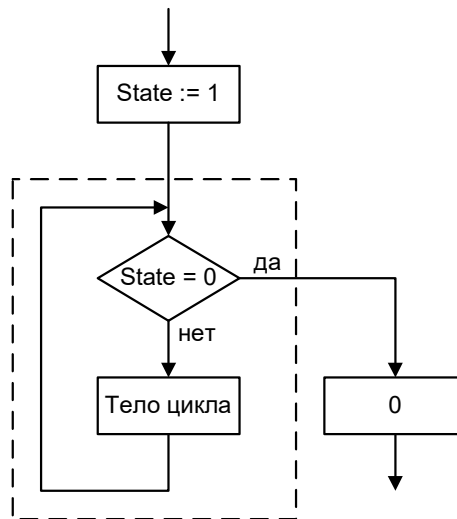 State := 1
State = 0
да
нет
Тело цикла
0